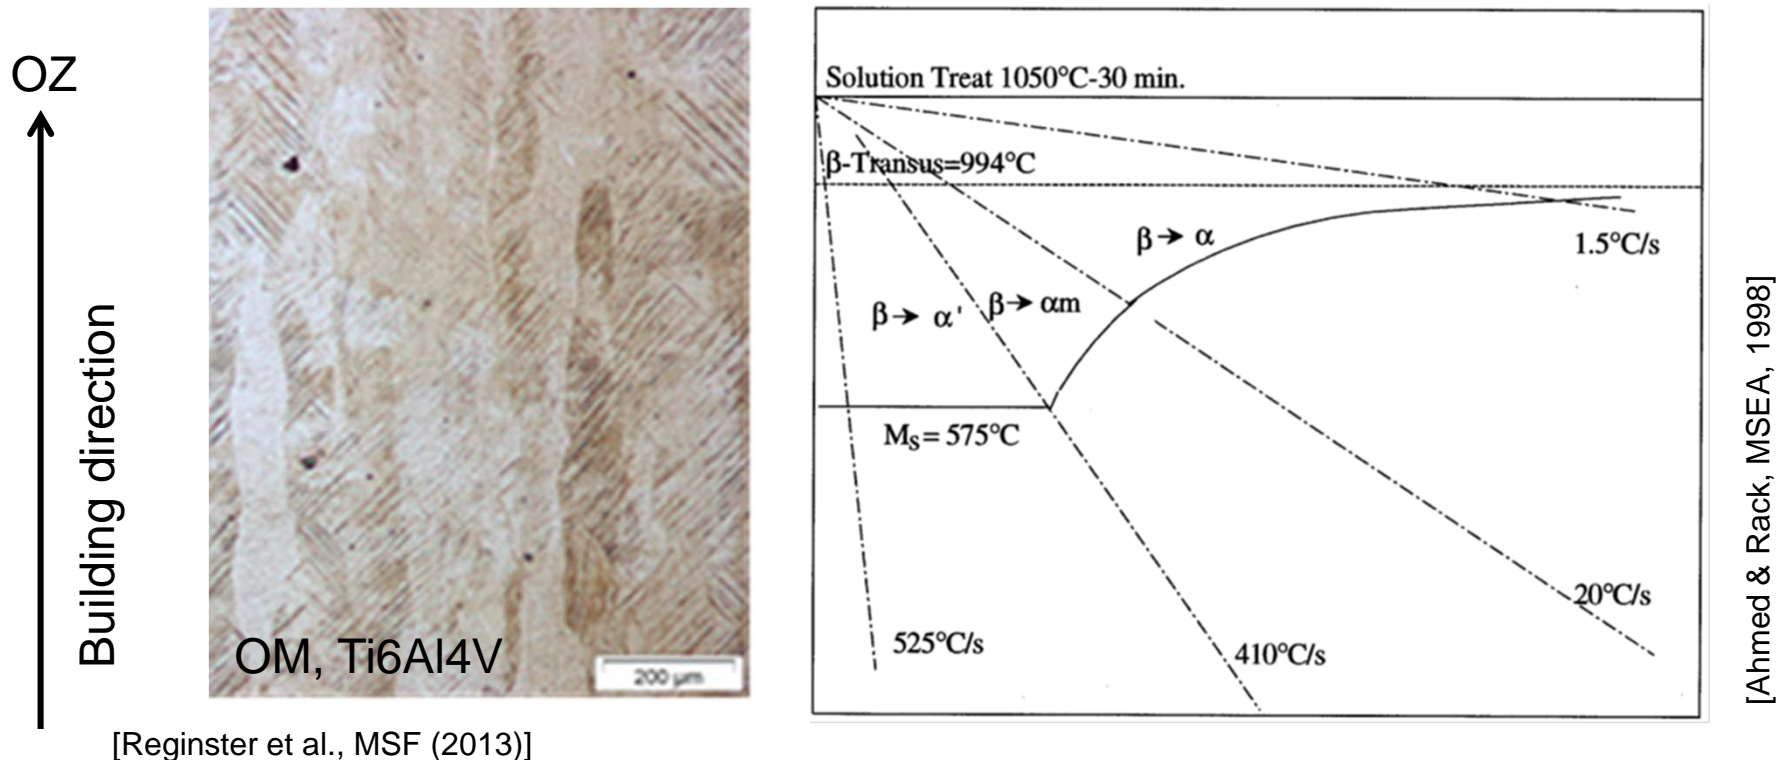 OZ
Building direction
OM, Ti6Al4V
200 µm
[Reginster et al., MSF (2013)]
Solution Treat 1050°C-30 min.
β-Transus=994°C
β→ α
1.5°C/s
β→ α'
β→ αm
Ms= 575°C
20°C/s
525°C/s
410°C/s
[Ahmed & Rack, MSEA, 1998]